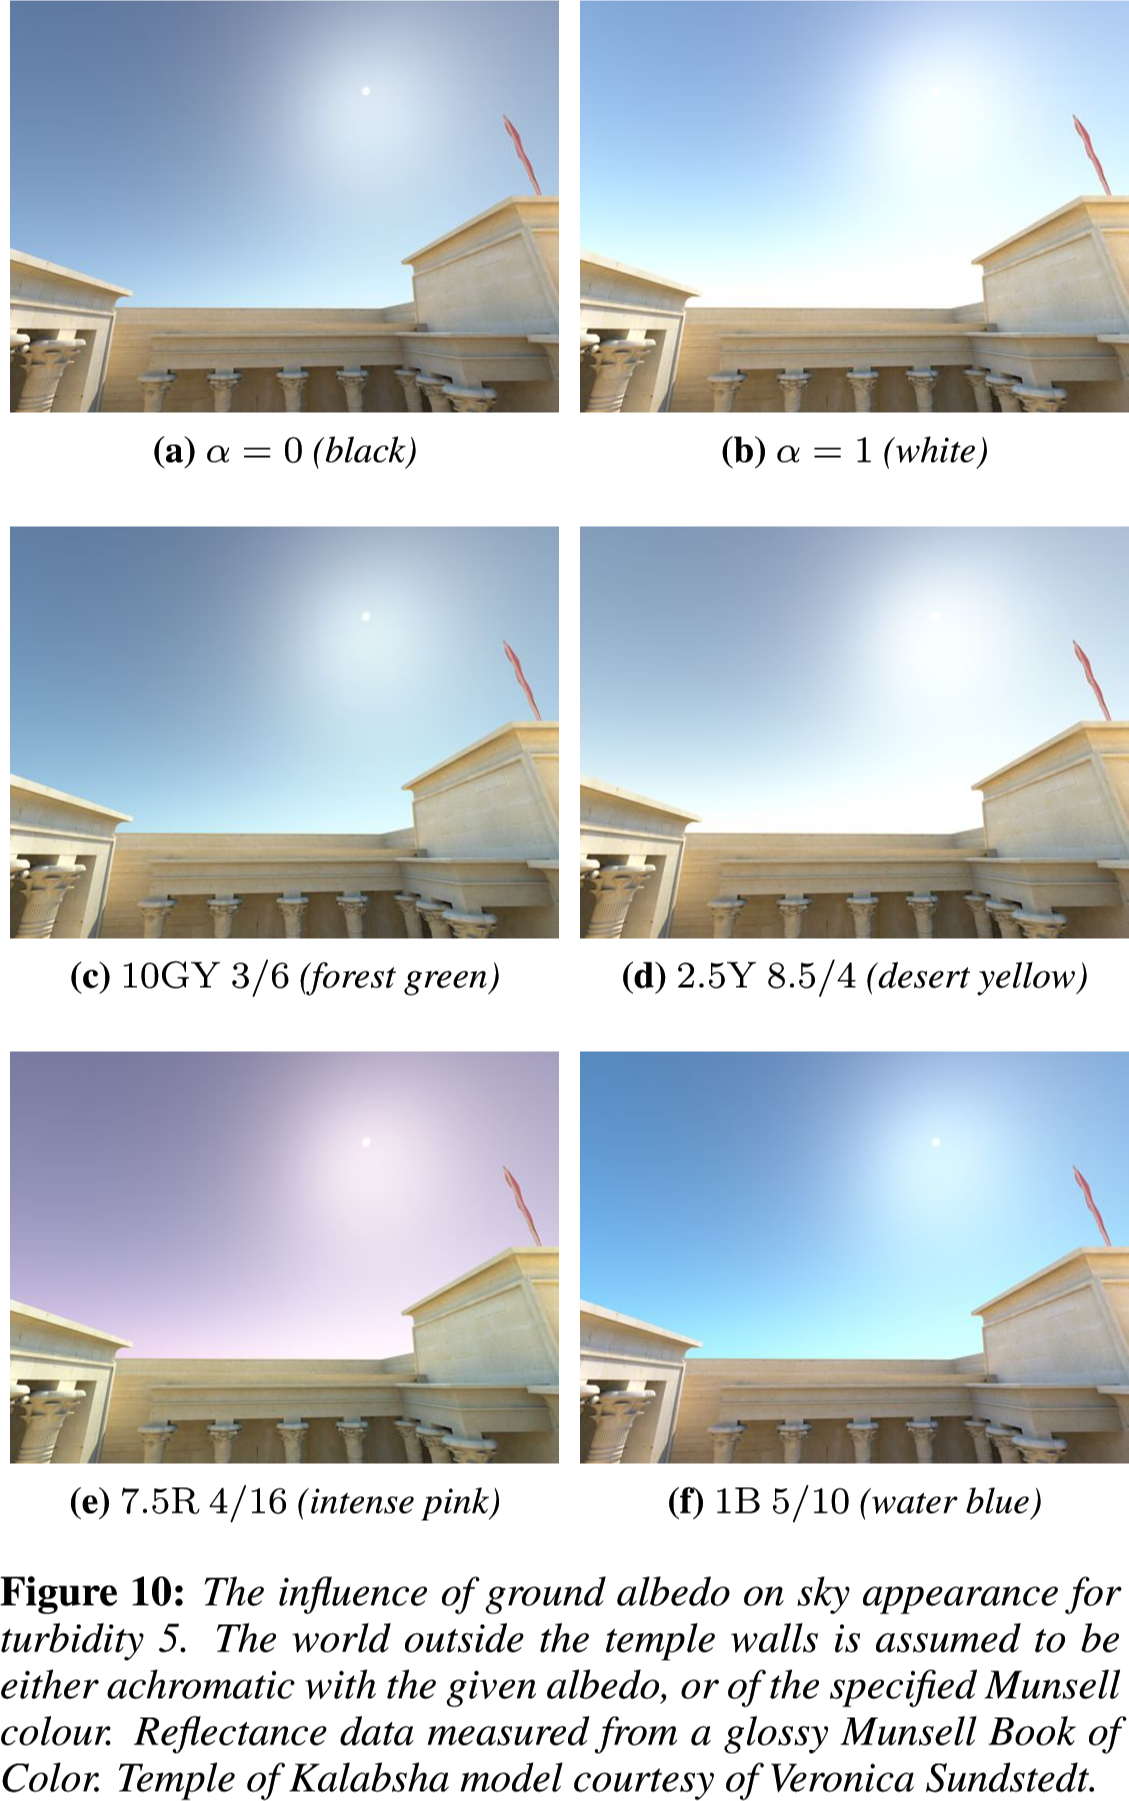 (a) α = 0 (black)
(b) α = 1 (white)
(c) 10GY 3/6 (forest green)
(d) 2.5Y 8.5/4 (desert yellow)
(e) 7.5R 4/16 (intense pink)
(f) 1B 5/10 (water blue)
Figure 10: The influence of ground albedo on sky appearance for
turbidity 5. The world outside the temple walls is assumed to be
either achromatic with the given albedo, or of the specified Munsell
colour. Reflectance data measured from a glossy Munsell Book of
Color. Temple of Kalabsha model courtesy of Veronica Sundstedt.